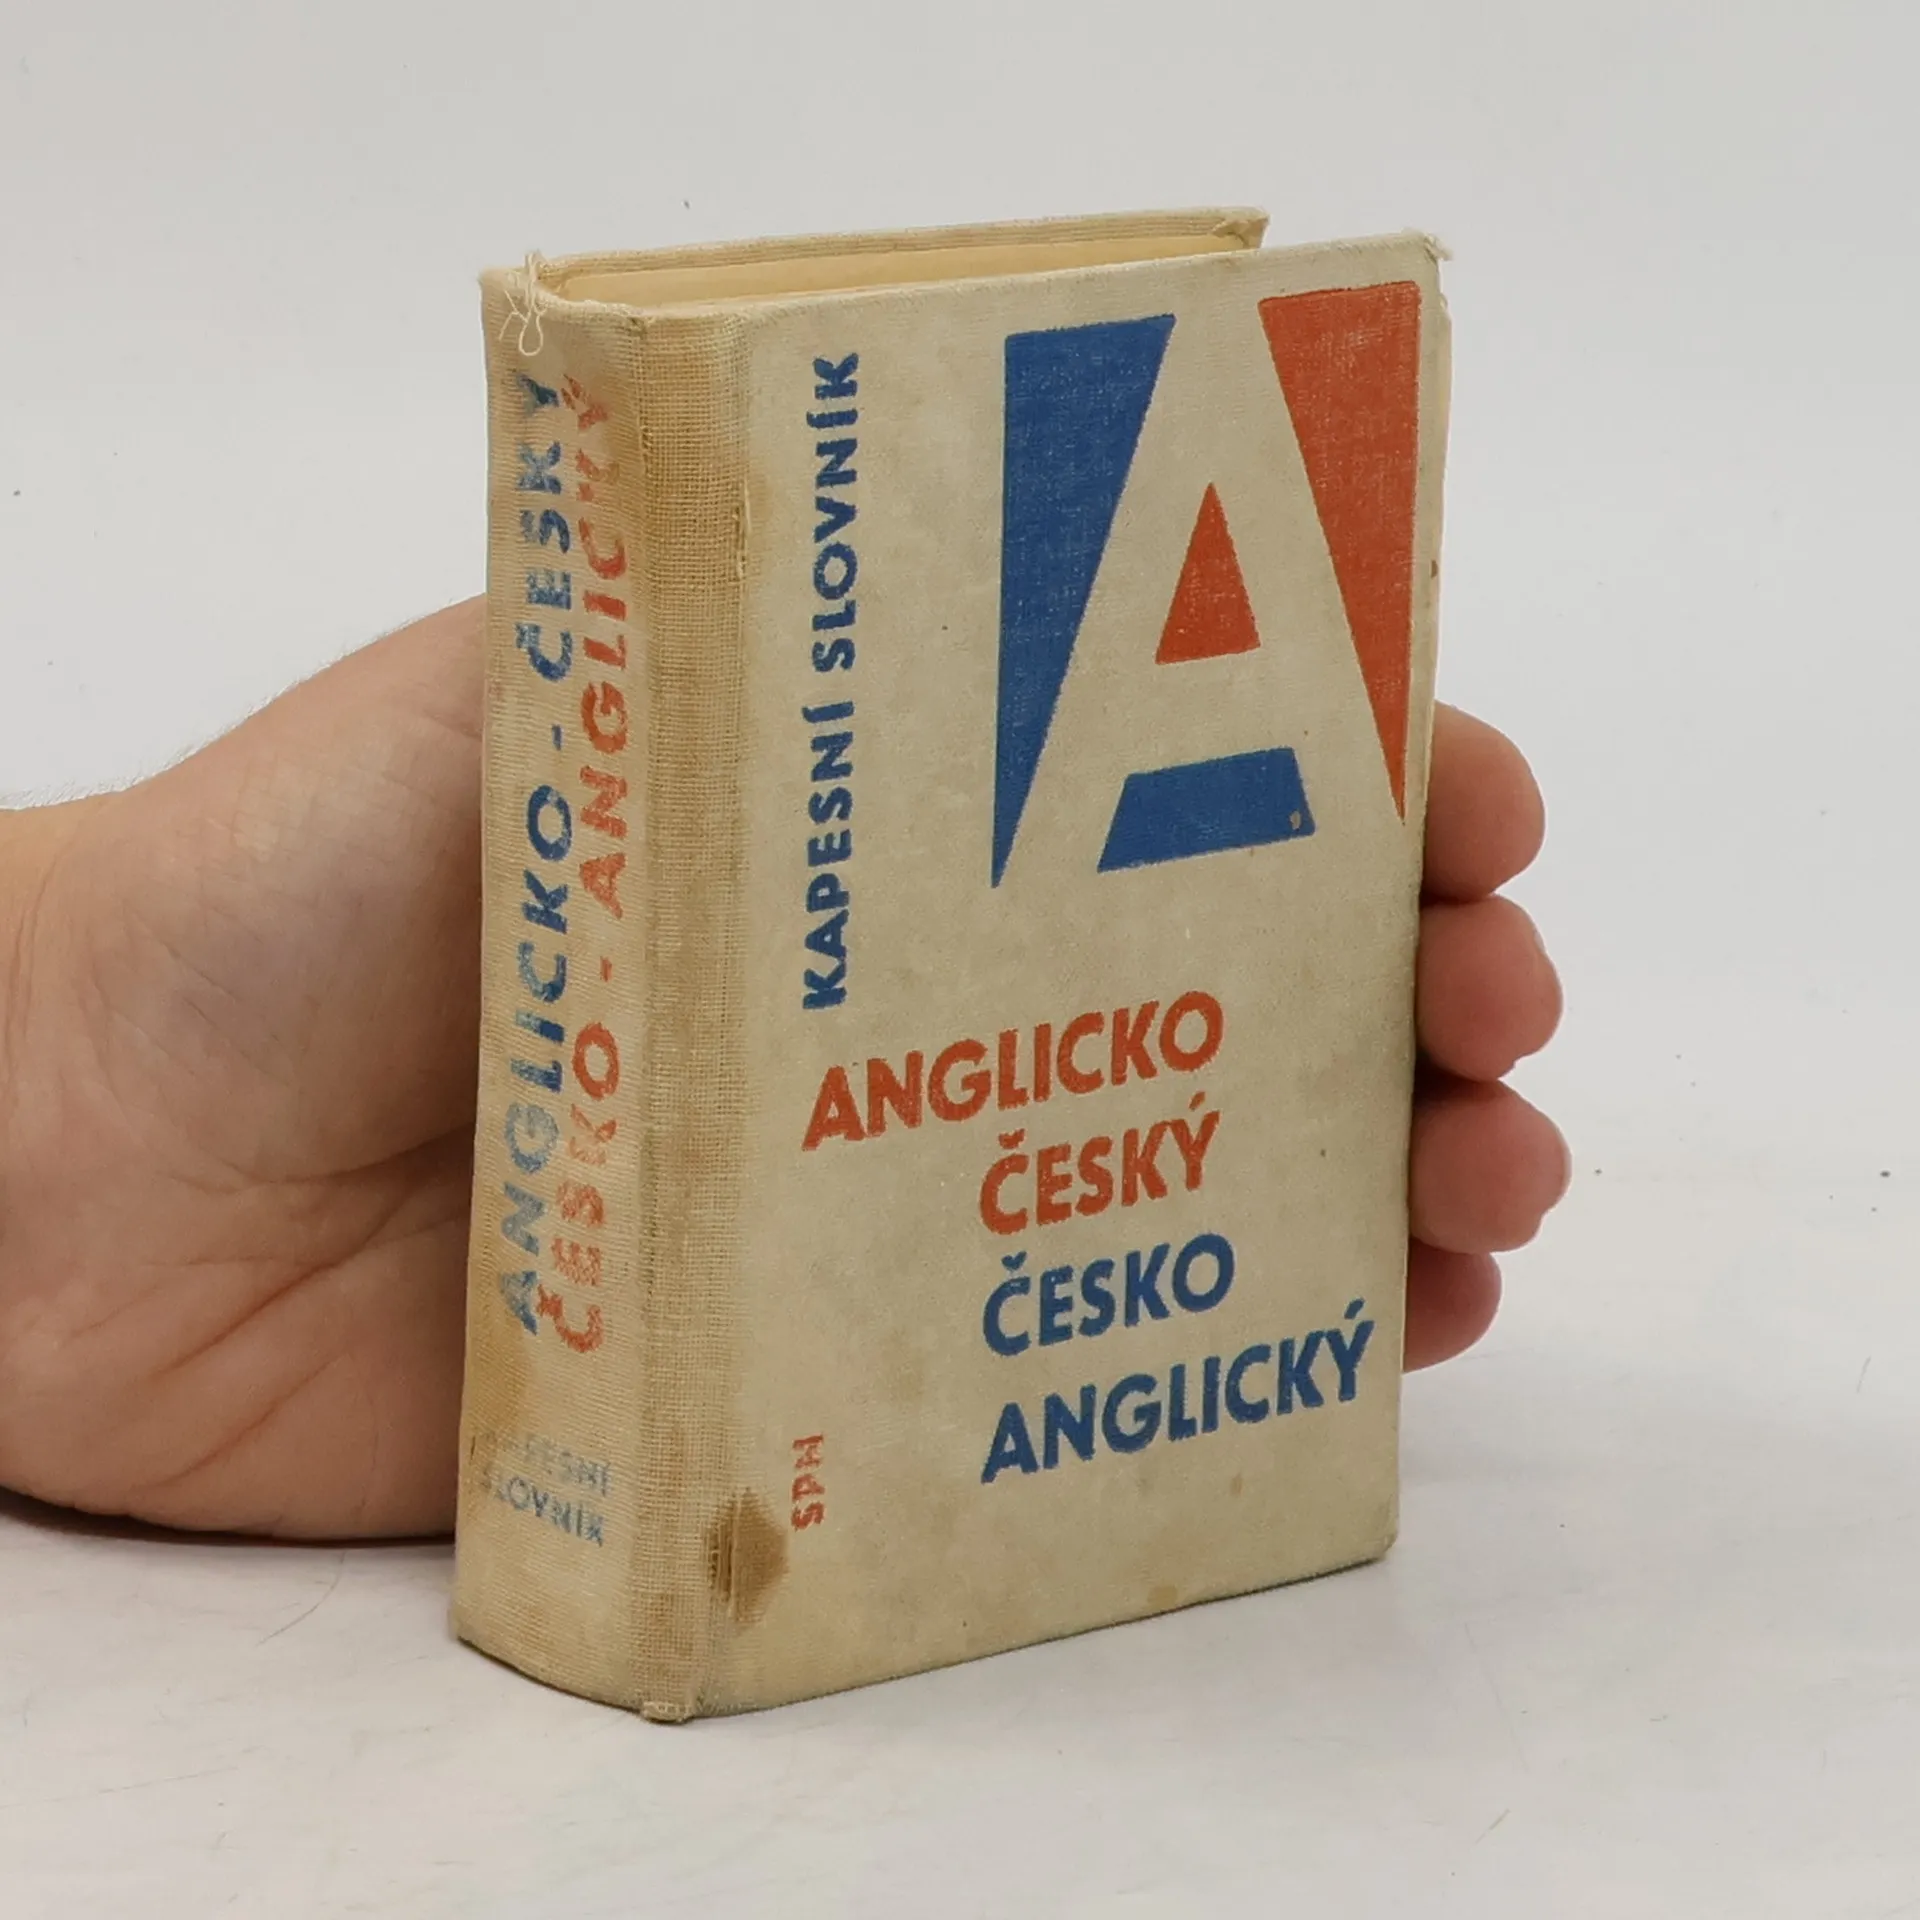 ANGLICKO - ČESKÝ
ČESKO - ANGLICKÝ
SLOVNÍK
KAPESNÍ SLOVNÍK
A
ANGLICKO
ČESKÝ
ČESKO
ANGLICKÝ
SPN